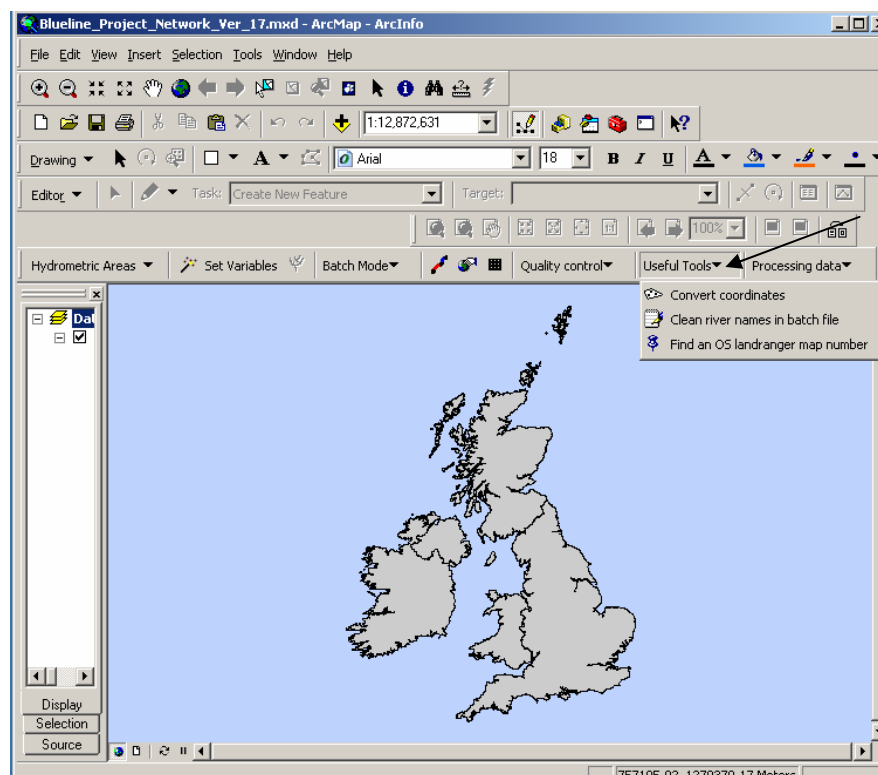 Blueline_Project_Network_Ver_17.mxd - ArcMap - ArcInfo
File Edit View Insert Selection Tools Window Help
1:12,872,631
Drawing Arial 18 B I U A
Editor Task: Create New Feature Target:
1:1 100%
Hydrometric Areas Set Variables Batch Mode Quality control Useful Tools Processing data
Convert coordinates
Clean river names in batch file
Find an OS landranger map number
Display
Selection
Source